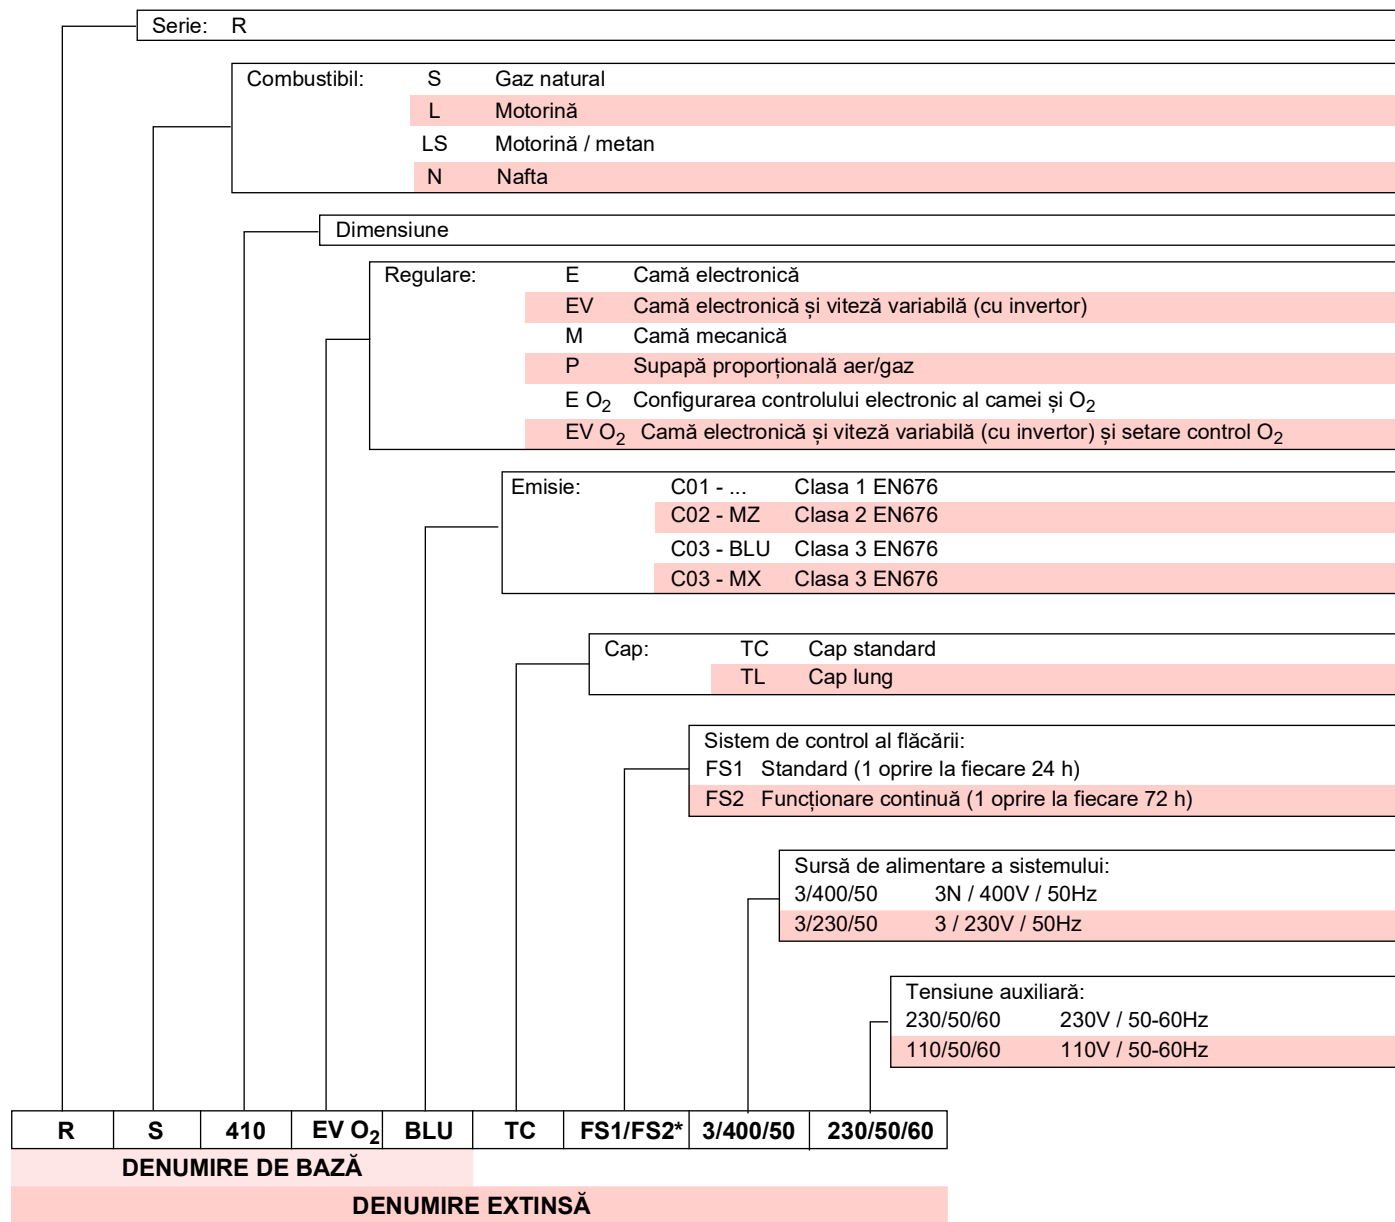 Serie: R
Combustibil: S Gaz natural
L Motorină
LS Motorină / metan
N Nafta
Dimensiune
Regulare: E Camă electronică
EV Camă electronică și viteză variabilă (cu invertor)
M Camă mecanică
P Supapă proporțională aer/gaz
E O2 Configurarea controlului electronic al camei și O2
EV O2 Camă electronică și viteză variabilă (cu invertor) și setare control O2
Emisie: C01 - ... Clasa 1 EN676
C02 - MZ Clasa 2 EN676
C03 - BLU Clasa 3 EN676
C03 - MX Clasa 3 EN676
Cap: TC Cap standard
TL Cap lung
Sistem de control al flăcării:
FS1 Standard (1 oprire la fiecare 24 h)
FS2 Funcționare continuă (1 oprire la fiecare 72 h)
Sursă de alimentare a sistemului:
3/400/50 3N / 400V / 50Hz
3/230/50 3 / 230V / 50Hz
Tensiune auxiliară:
230/50/60 230V / 50-60Hz
110/50/60 110V / 50-60Hz
R S 410 EV O2 BLU TC FS1/FS2* 3/400/50 230/50/60
DENUMIRE DE BAZĂ
DENUMIRE EXTINSĂ